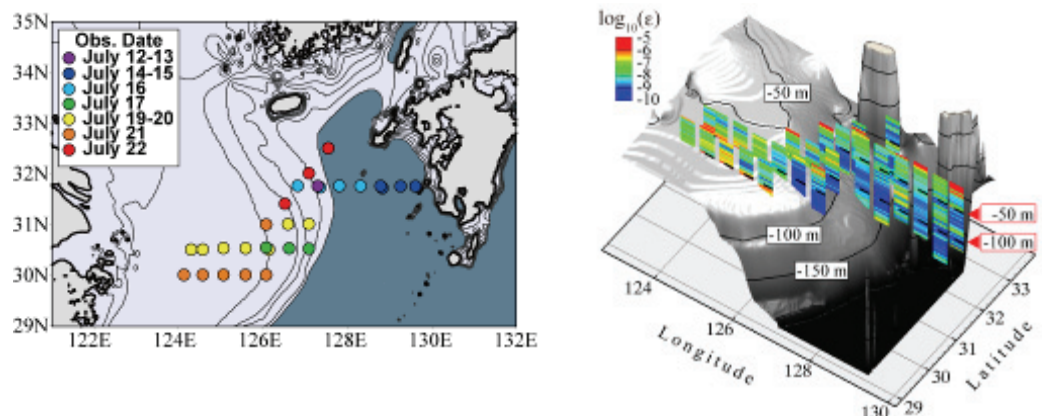 35N
34N
33N
32N
31N
30N
29N
122E 124E 126E 128E 130E 132E
Obs. Date
July 12-13
July 14-15
July 16
July 17
July 19-20
July 21
July 22
log10(ε)
-5
-6
-7
-8
-9
-10
-50 m
-100 m
-150 m
-50 m
-100 m
124
126
128
130
Longitude
29
30
31
32
33
Latitude